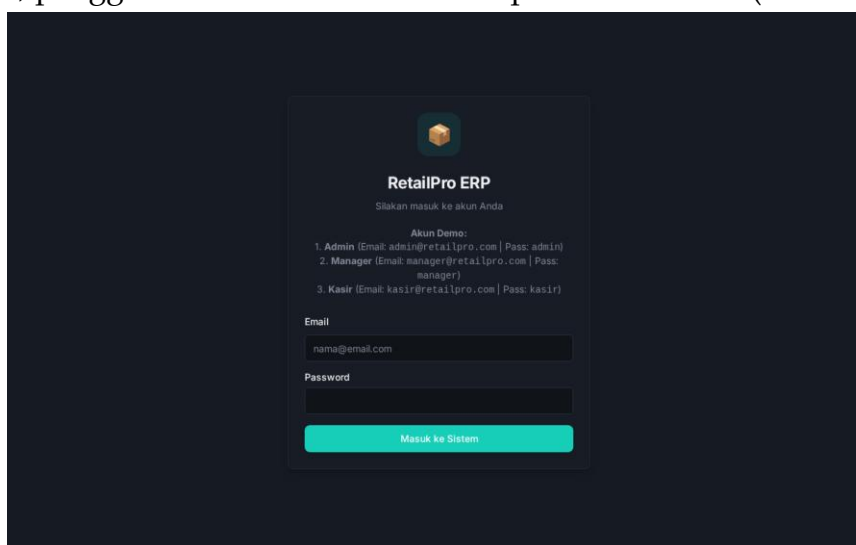 RetailPro ERP
Silakan masuk ke akun Anda
Akun Demo:
1. Admin (Email: admin@retailpro.com | Pass: admin)
2. Manager (Email: manager@retailpro.com | Pass:
manager)
3. Kasir (Email: kasir@retailpro.com | Pass: kasir)
Email
nama@email.com
Password
Masuk ke Sistem